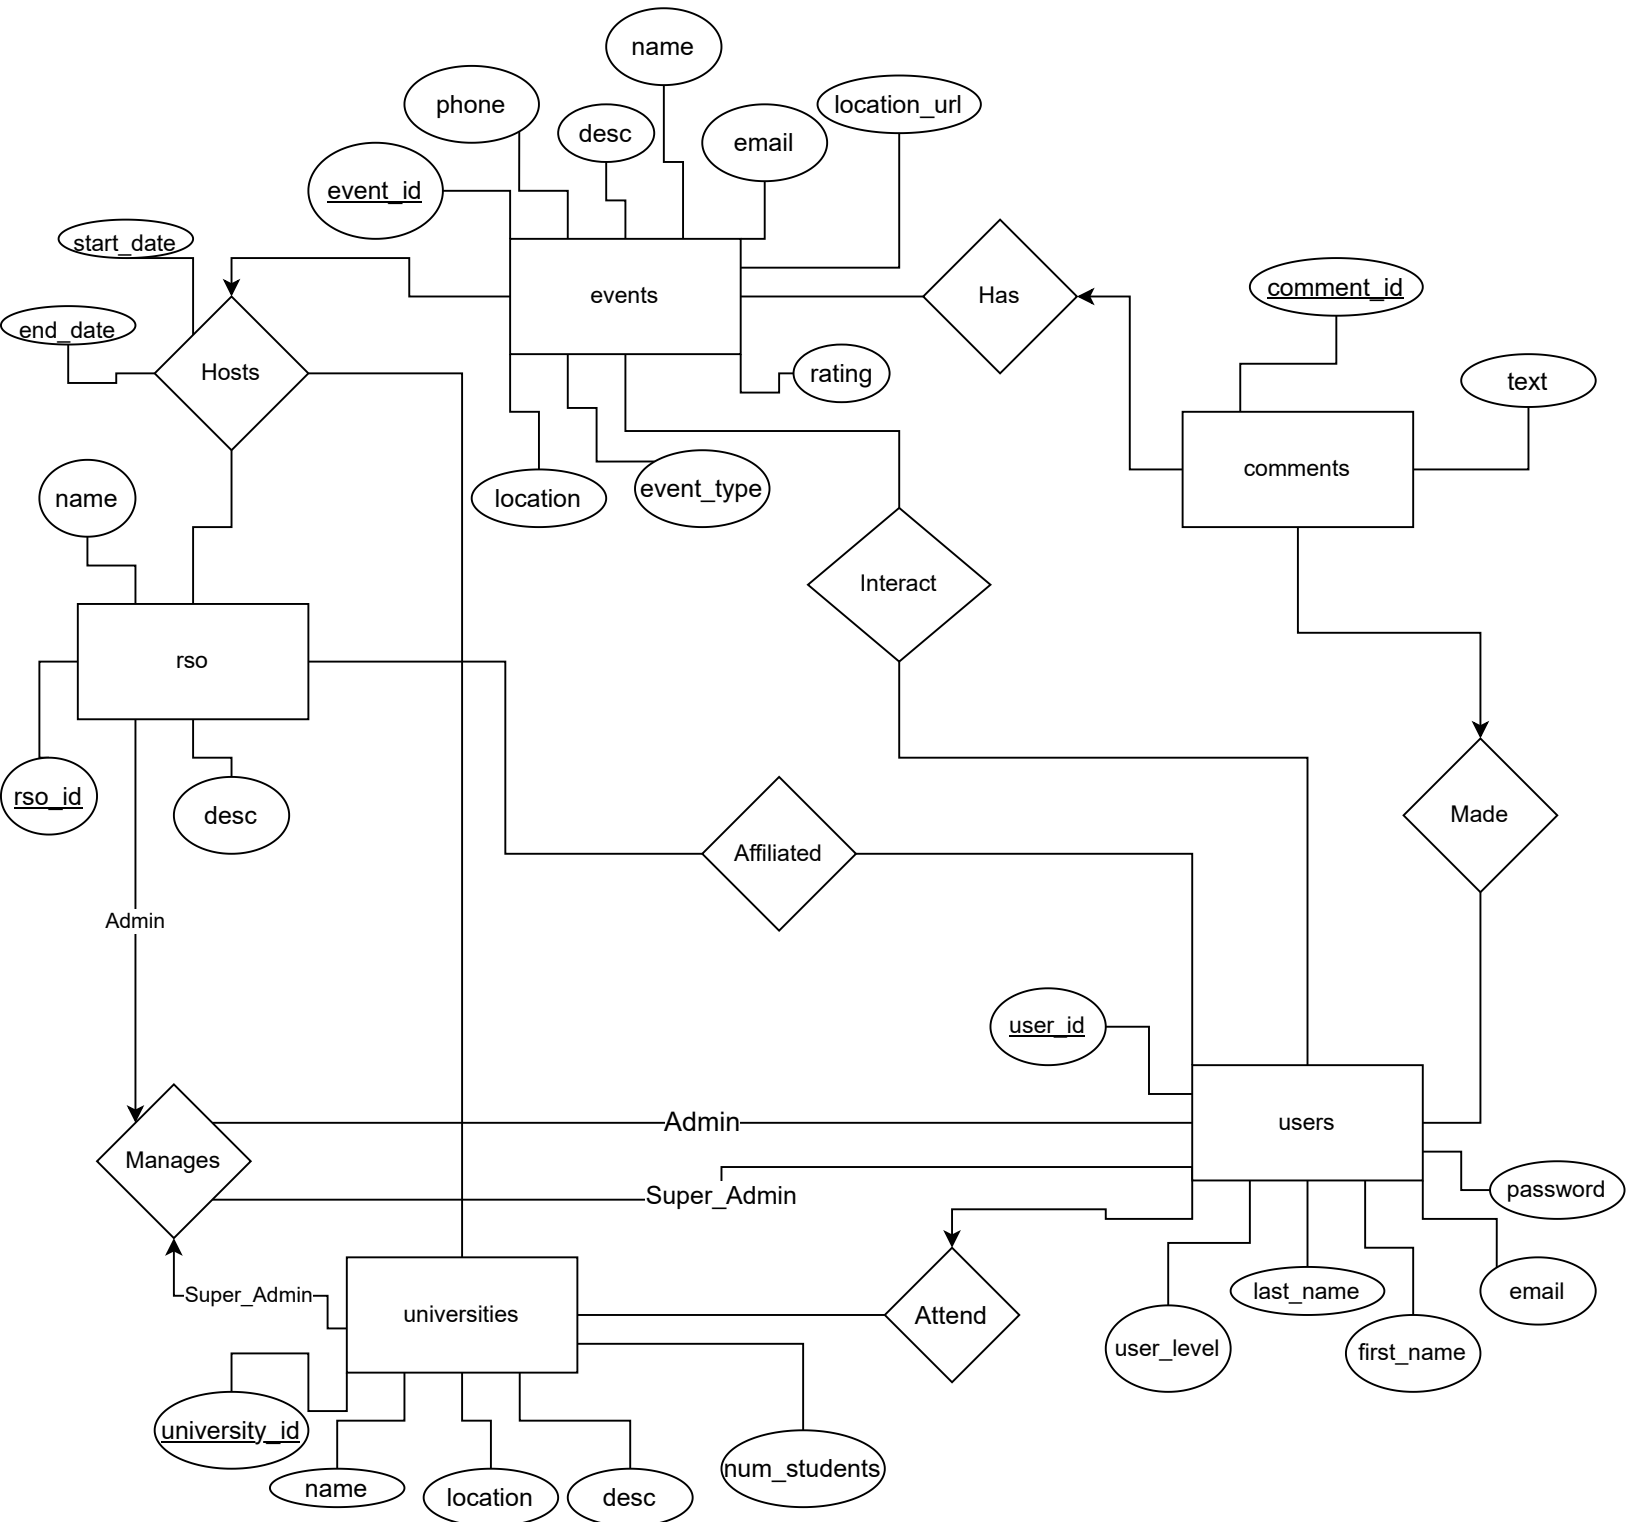 name
phone
location_url
desc
email
event_id
start_date
comment_id
events
Has
end_date
Hosts
rating
text
comments
name
location
event_type
Interact
rso
rso_id
desc
Made
Affiliated
Admin
user_id
Admin
users
Manages
Super_Admin
password
Super_Admin
universities
Attend
last_name
email
user_level
first_name
university_id
name
location
desc
num_students